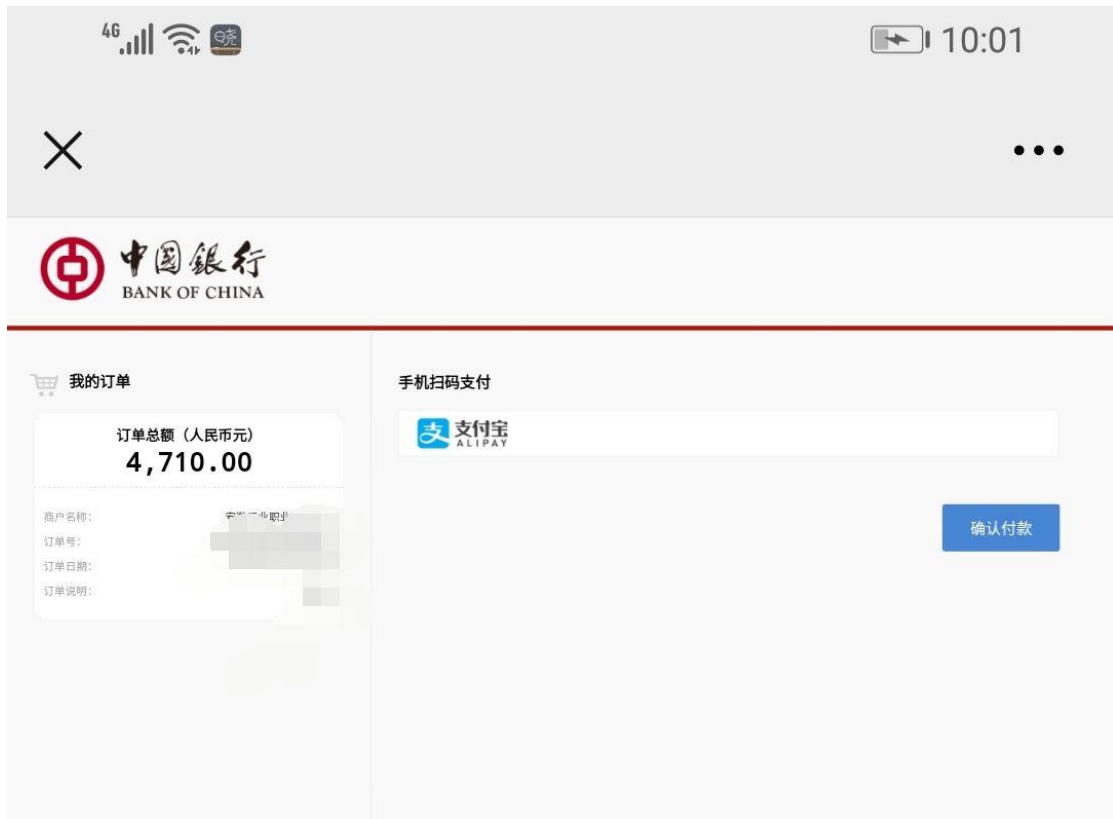 4G
10:01
中国銀行
BANK OF CHINA
我的订单
手机扫码支付
订单总额（人民币元）
4,710.00
支付宝
ALIPAY
商户名称：
订单号：
订单日期：
订单说明：
确认付款